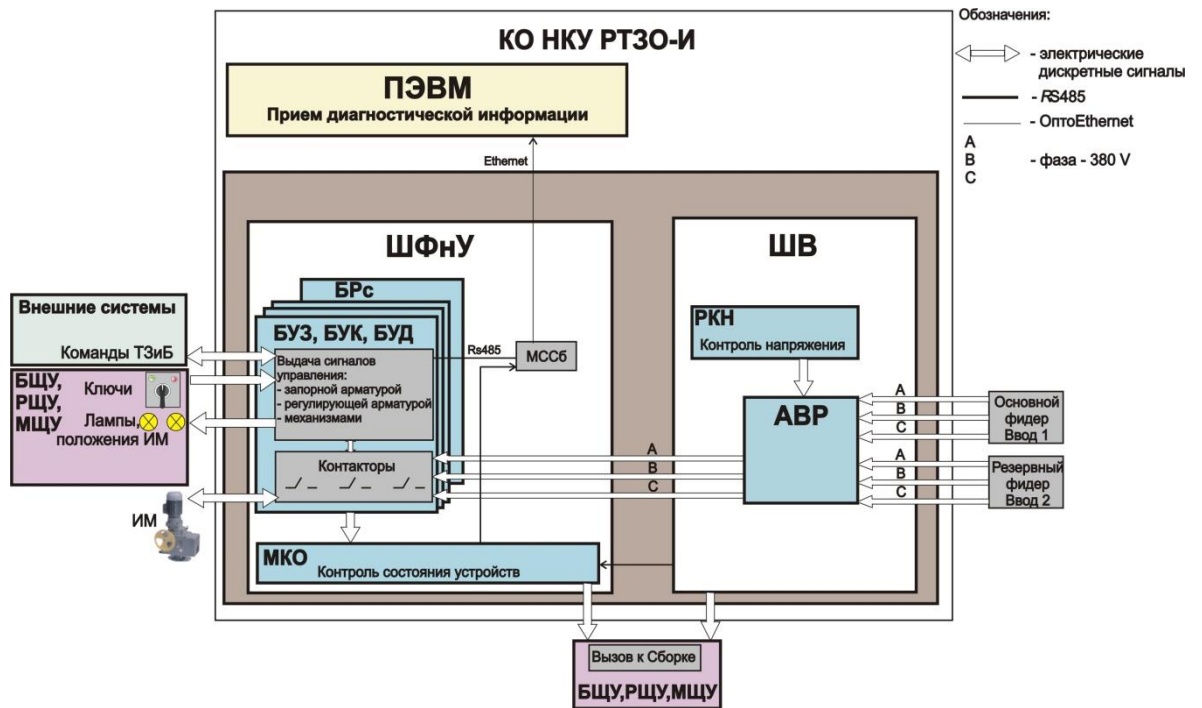 КО НКУ РТЗО-И
Обозначения:
- электрические
дискретные сигналы
- RS485
- ОптоEthernet
A
B
C
- фаза - 380 V
ПЭВМ
Прием диагностической информации
Ethernet
ШФнУ
ШВ
БРс
БУЗ, БУК, БУД
Выдача сигналов
управления:
- запорной арматурой
- регулирующей арматурой
- механизмами
Rs485
МССб
Контакторы
РКН
Контроль напряжения
АВР
A
B
C
A
B
C
A
B
C
Основной
фидер
Ввод 1
Резервный
фидер
Ввод 2
Внешние системы
Команды ТЗиБ
БЩУ,
РЩУ,
МЩУ
Ключи
Лампы,
положения ИМ
ИМ
МКО
Контроль состояния устройств
Вызов к Сборке
БЩУ,РЩУ,МЩУ